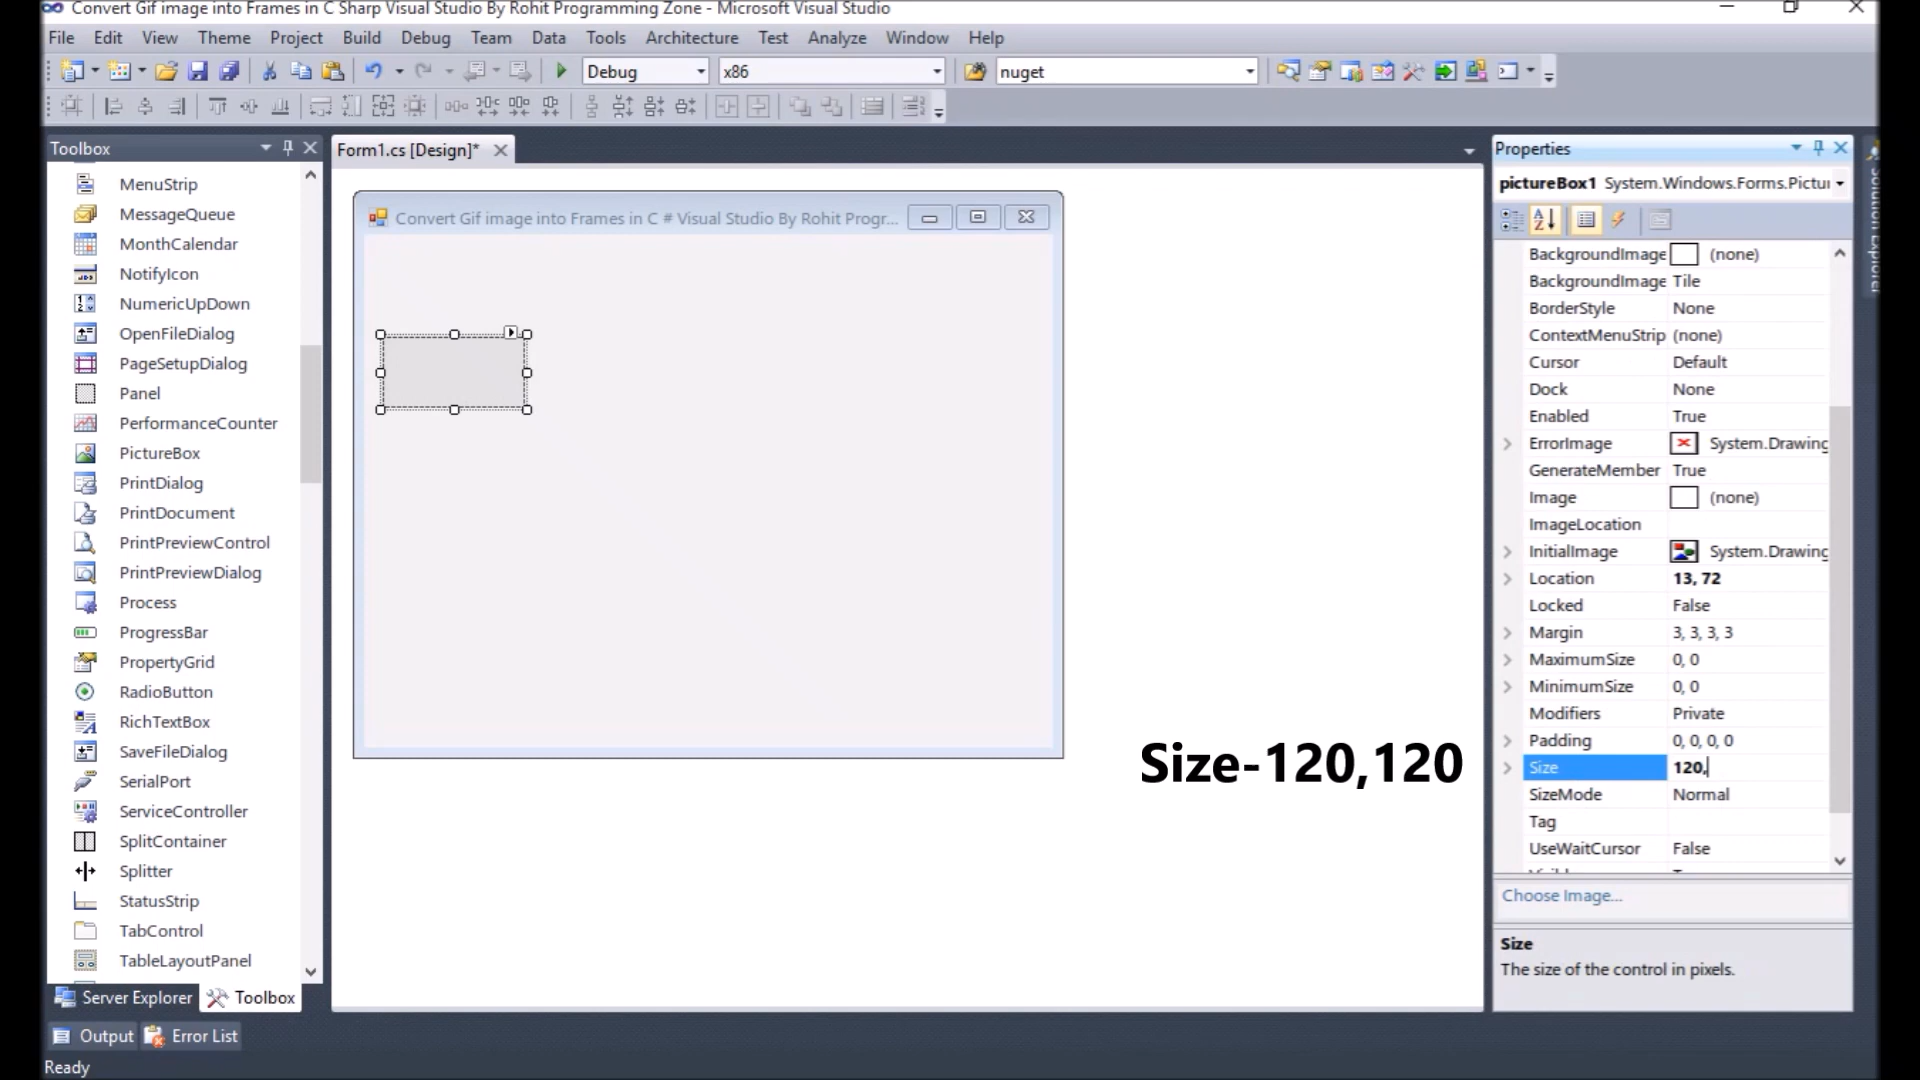 Convert Gif image into Frames in C Sharp Visual Studio By Rohit Programming Zone - Microsoft Visual Studio
File Edit View Theme Project Build Debug Team Data Tools Architecture Test Analyze Window Help
Debug x86 nuget
Toolbox
MenuStrip
MessageQueue
MonthCalendar
NotifyIcon
NumericUpDown
OpenFileDialog
PageSetupDialog
Panel
PerformanceCounter
PictureBox
PrintDialog
PrintDocument
PrintPreviewControl
PrintPreviewDialog
Process
ProgressBar
PropertyGrid
RadioButton
RichTextBox
SaveFileDialog
SerialPort
ServiceController
SplitContainer
Splitter
StatusStrip
TabControl
TableLayoutPanel
Server Explorer Toolbox
Output Error List
Ready
Form1.cs [Design]*
Convert Gif image into Frames in C # Visual Studio By Rohit Progr...
Size-120,120
Properties
pictureBox1 System.Windows.Forms.Pictu
BackgroundImage (none)
BackgroundImage Tile
BorderStyle None
ContextMenuStrip (none)
Cursor Default
Dock None
Enabled True
ErrorImage System.Drawing
GenerateMember True
Image (none)
ImageLocation
InitialImage System.Drawing
Location 13, 72
Locked False
Margin 3, 3, 3, 3
MaximumSize 0, 0
MinimumSize 0, 0
Modifiers Private
Padding 0, 0, 0, 0
Size 120,
SizeMode Normal
Tag
UseWaitCursor False
Choose Image...
Size
The size of the control in pixels.
Solution Explorer